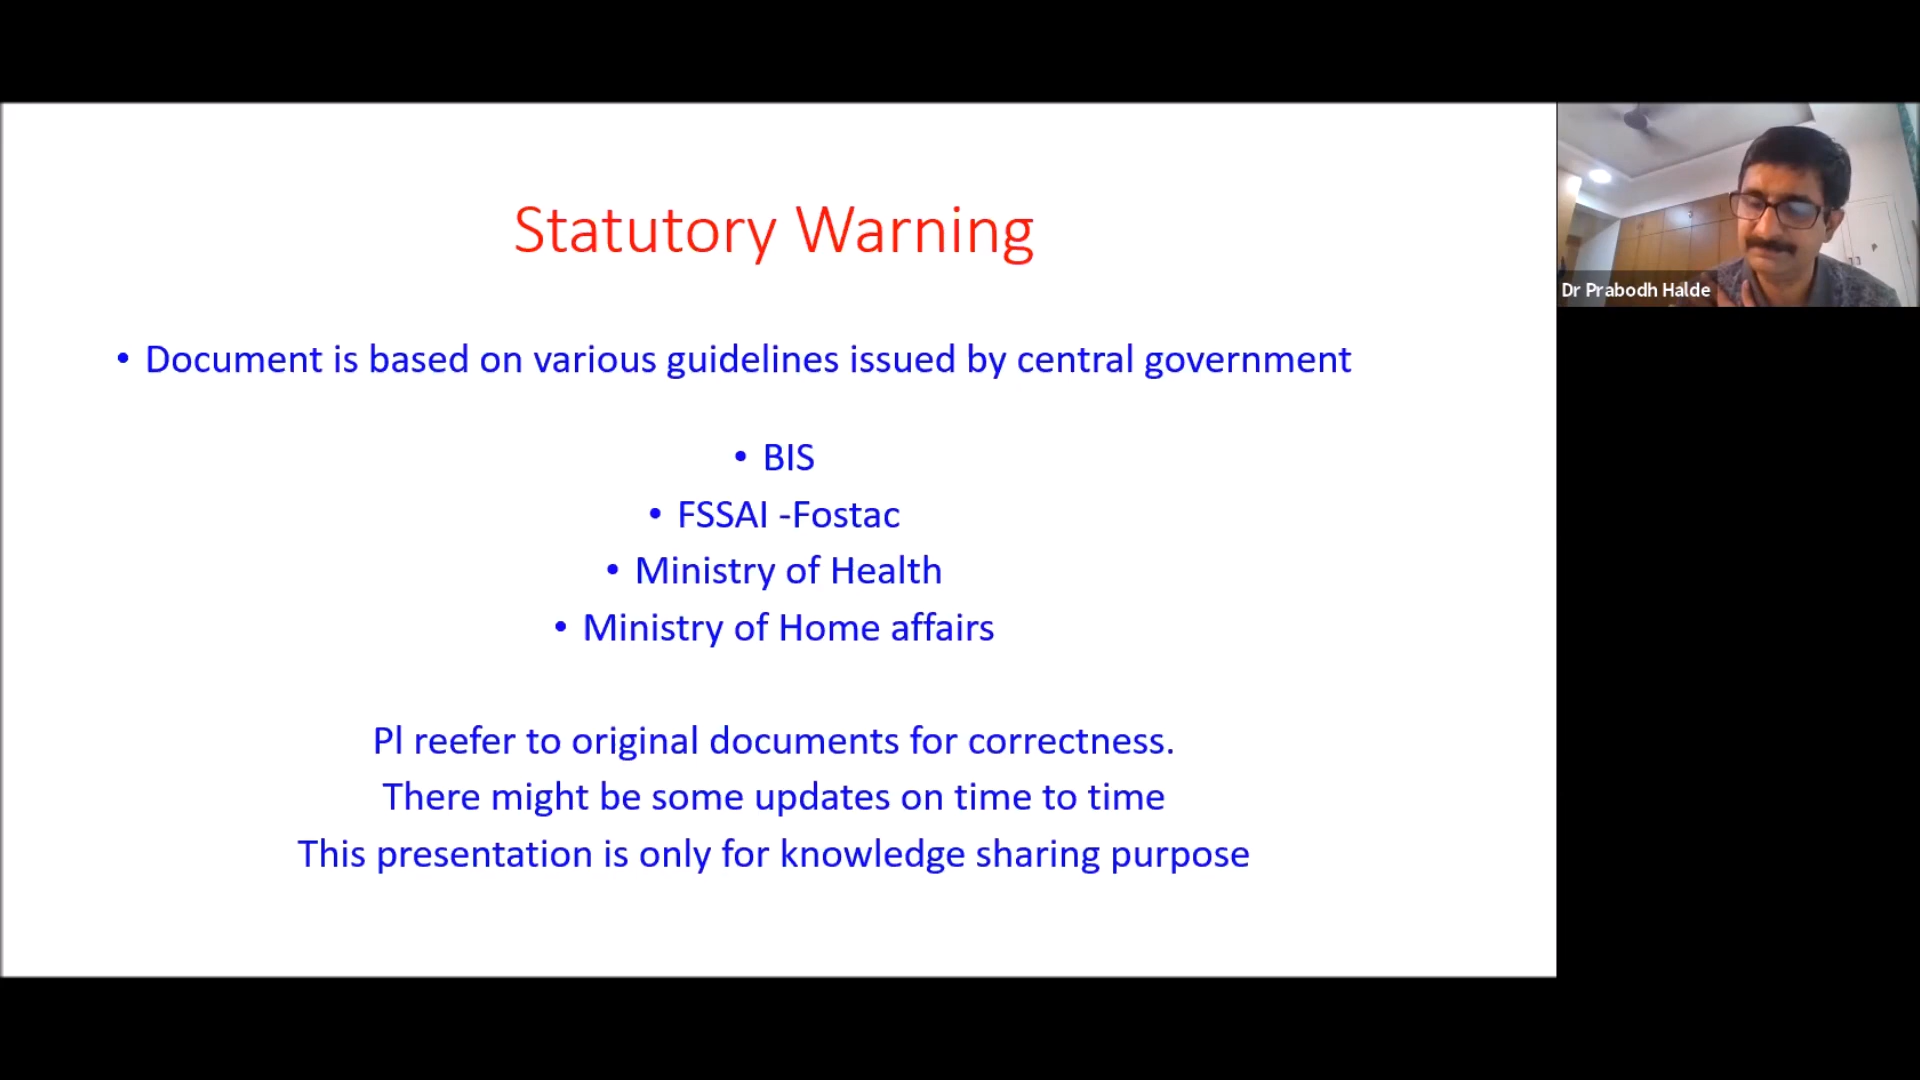 Statutory Warning
• Document is based on various guidelines issued by central government
• BIS
• FSSAI -Fostac
• Ministry of Health
• Ministry of Home affairs
Pl reefer to original documents for correctness.
There might be some updates on time to time
This presentation is only for knowledge sharing purpose
Dr Prabodh Halde